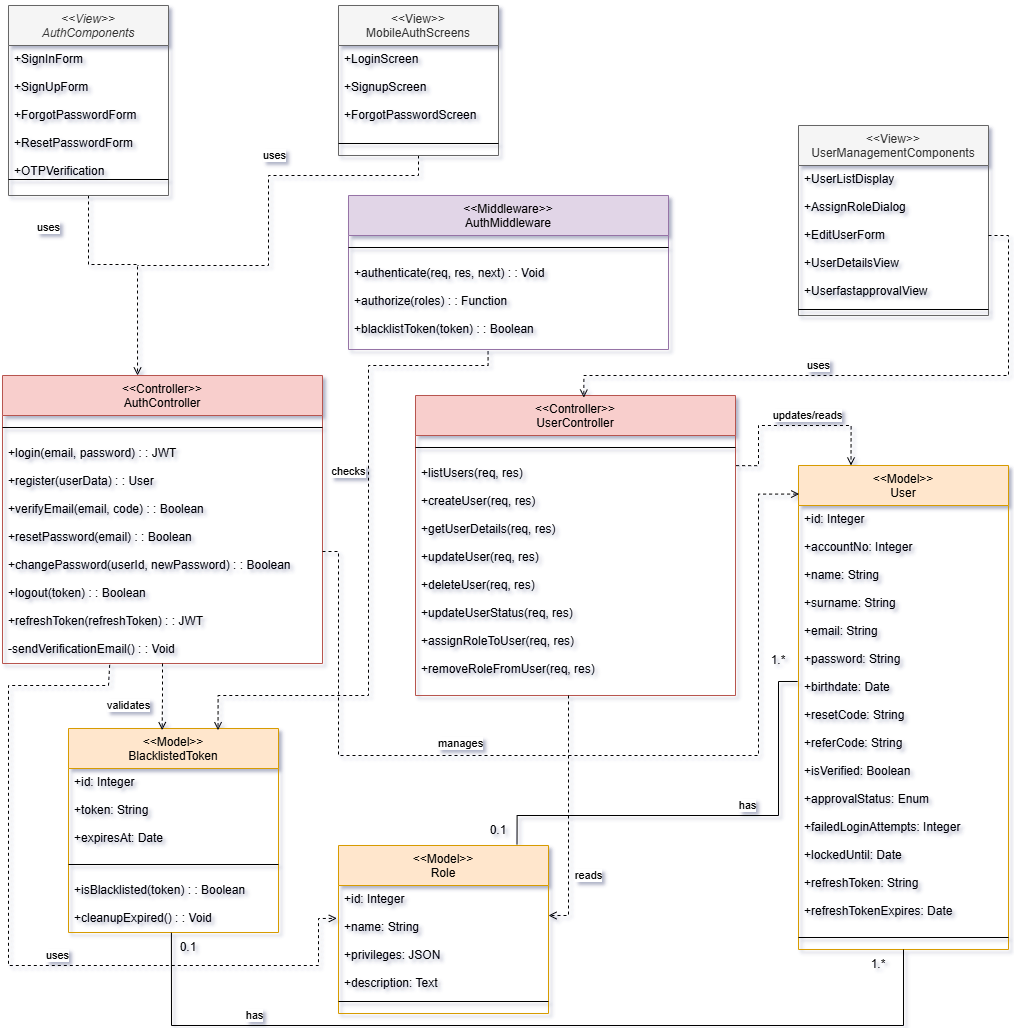 <<View>>
AuthComponents
+SignInForm
+SignUpForm
+ForgotPasswordForm
+ResetPasswordForm
+OTPVerification
<<View>>
MobileAuthScreens
+LoginScreen
+SignupScreen
+ForgotPasswordScreen
<<View>>
UserManagementComponents
+UserListDisplay
+AssignRoleDialog
+EditUserForm
+UserDetailsView
+UserfastapprovalView
uses
uses
<<Middleware>>
AuthMiddleware
+authenticate(req, res, next) : : Void
+authorize(roles) : : Function
+blacklistToken(token) : : Boolean
uses
<<Controller>>
AuthController
+login(email, password) : : JWT
+register(userData) : : User
+verifyEmail(email, code) : : Boolean
+resetPassword(email) : : Boolean
+changePassword(userId, newPassword) : : Boolean
+logout(token) : : Boolean
+refreshToken(refreshToken) : : JWT
-sendVerificationEmail() : : Void
checks
<<Controller>>
UserController
+listUsers(req, res)
+createUser(req, res)
+getUserDetails(req, res)
+updateUser(req, res)
+deleteUser(req, res)
+updateUserStatus(req, res)
+assignRoleToUser(req, res)
+removeRoleFromUser(req, res)
updates/reads
<<Model>>
User
+id: Integer
+accountNo: Integer
+name: String
+surname: String
+email: String
+password: String
+birthdate: Date
+resetCode: String
+referCode: String
+isVerified: Boolean
+approvalStatus: Enum
+failedLoginAttempts: Integer
+lockedUntil: Date
+refreshToken: String
+refreshTokenExpires: Date
1.*
validates
manages
<<Model>>
BlacklistedToken
+id: Integer
+token: String
+expiresAt: Date
+isBlacklisted(token) : : Boolean
+cleanupExpired() : : Void
has
0.1
<<Model>>
Role
+id: Integer
+name: String
+privileges: JSON
+description: Text
reads
0.1
uses
1.*
has